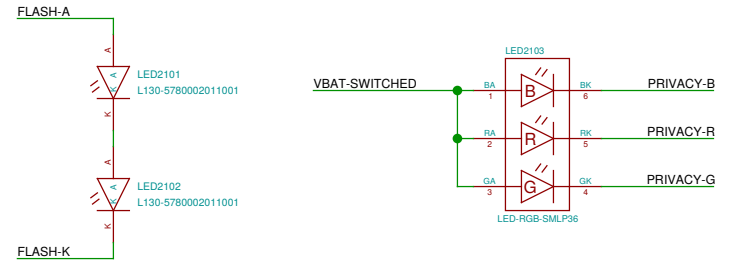 FLASH-A
A
A
K
LED2101
L130-5780002011001
K
A
A
K
LED2102
L130-5780002011001
K
FLASH-K
LED2103
VBAT-SWITCHED
BA
1
B
BK
6
PRIVACY-B
RA
2
R
RK
5
PRIVACY-R
GA
3
G
GK
4
PRIVACY-G
LED-RGB-SMLP36